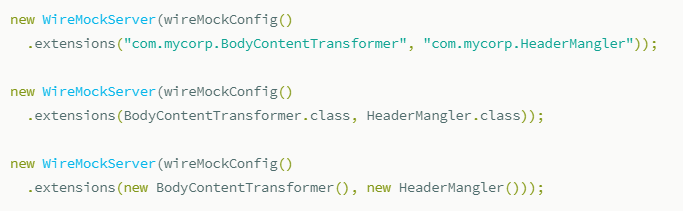 new WireMockServer(wireMockConfig()
  .extensions("com.mycorp.BodyContentTransformer", "com.mycorp.HeaderMangler"));
new WireMockServer(wireMockConfig()
  .extensions(BodyContentTransformer.class, HeaderMangler.class));
new WireMockServer(wireMockConfig()
  .extensions(new BodyContentTransformer(), new HeaderMangler()));